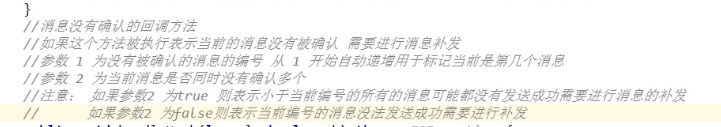 }
//消息没有确认的回调方法
//如果这个方法被执行表示当前的消息没有被确认 需要进行消息补发
//参数 1 为没有被确认的消息的编号 从 1 开始自动递增用于标记当前是第几个消息
//参数 2 为当前消息是否同时没有确认多个
//注意： 如果参数2 为true 则表示小于当前编号的所有的消息可能都没有发送成功需要进行消息的补发
// 如果参数2 为false则表示当前编号的消息没法发送成功需要进行补发